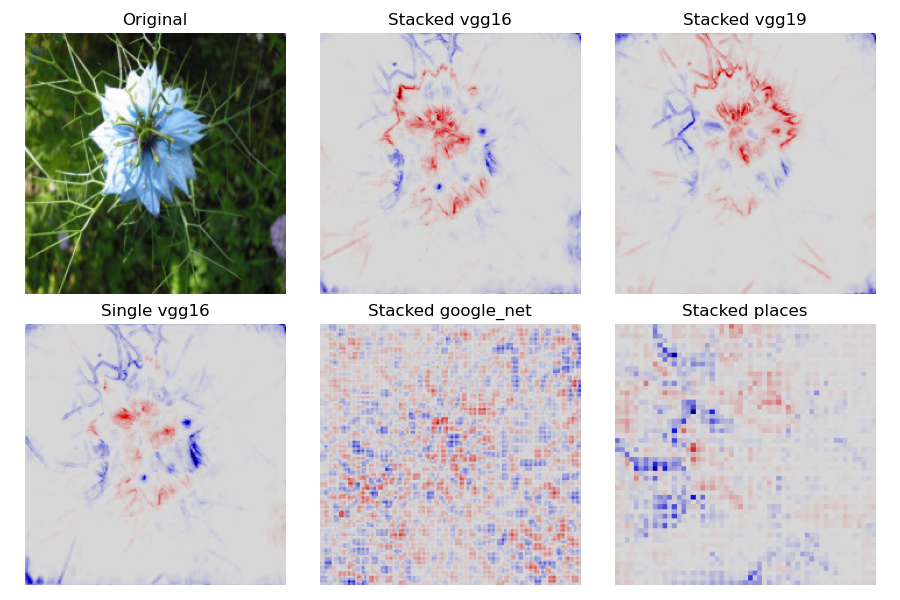 Original
Stacked vgg16
Stacked vgg19
Single vgg16
Stacked google_net
Stacked places